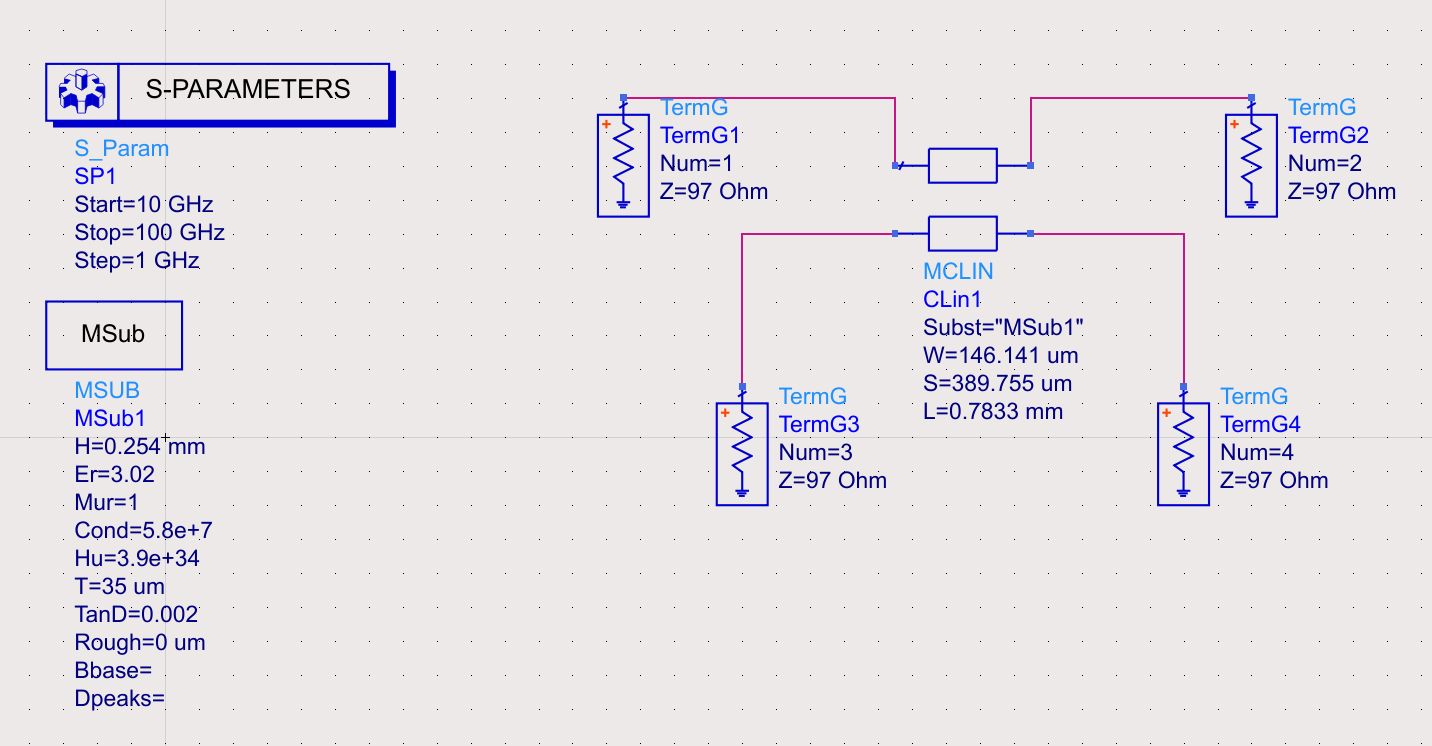 S-PARAMETERS
S_Param
SP1
Start=10 GHz
Stop=100 GHz
Step=1 GHz
MSub
MSUB
MSub1
H=0.254 mm
Er=3.02
Mur=1
Cond=5.8e+7
Hu=3.9e+34
T=35 um
TanD=0.002
Rough=0 um
Bbase=
Dpeaks=
+
TermG
TermG1
Num=1
Z=97 Ohm
+
TermG
TermG2
Num=2
Z=97 Ohm
MCLIN
CLin1
Subst="MSub1"
W=146.141 um
S=389.755 um
L=0.7833 mm
+
TermG
TermG3
Num=3
Z=97 Ohm
+
TermG
TermG4
Num=4
Z=97 Ohm